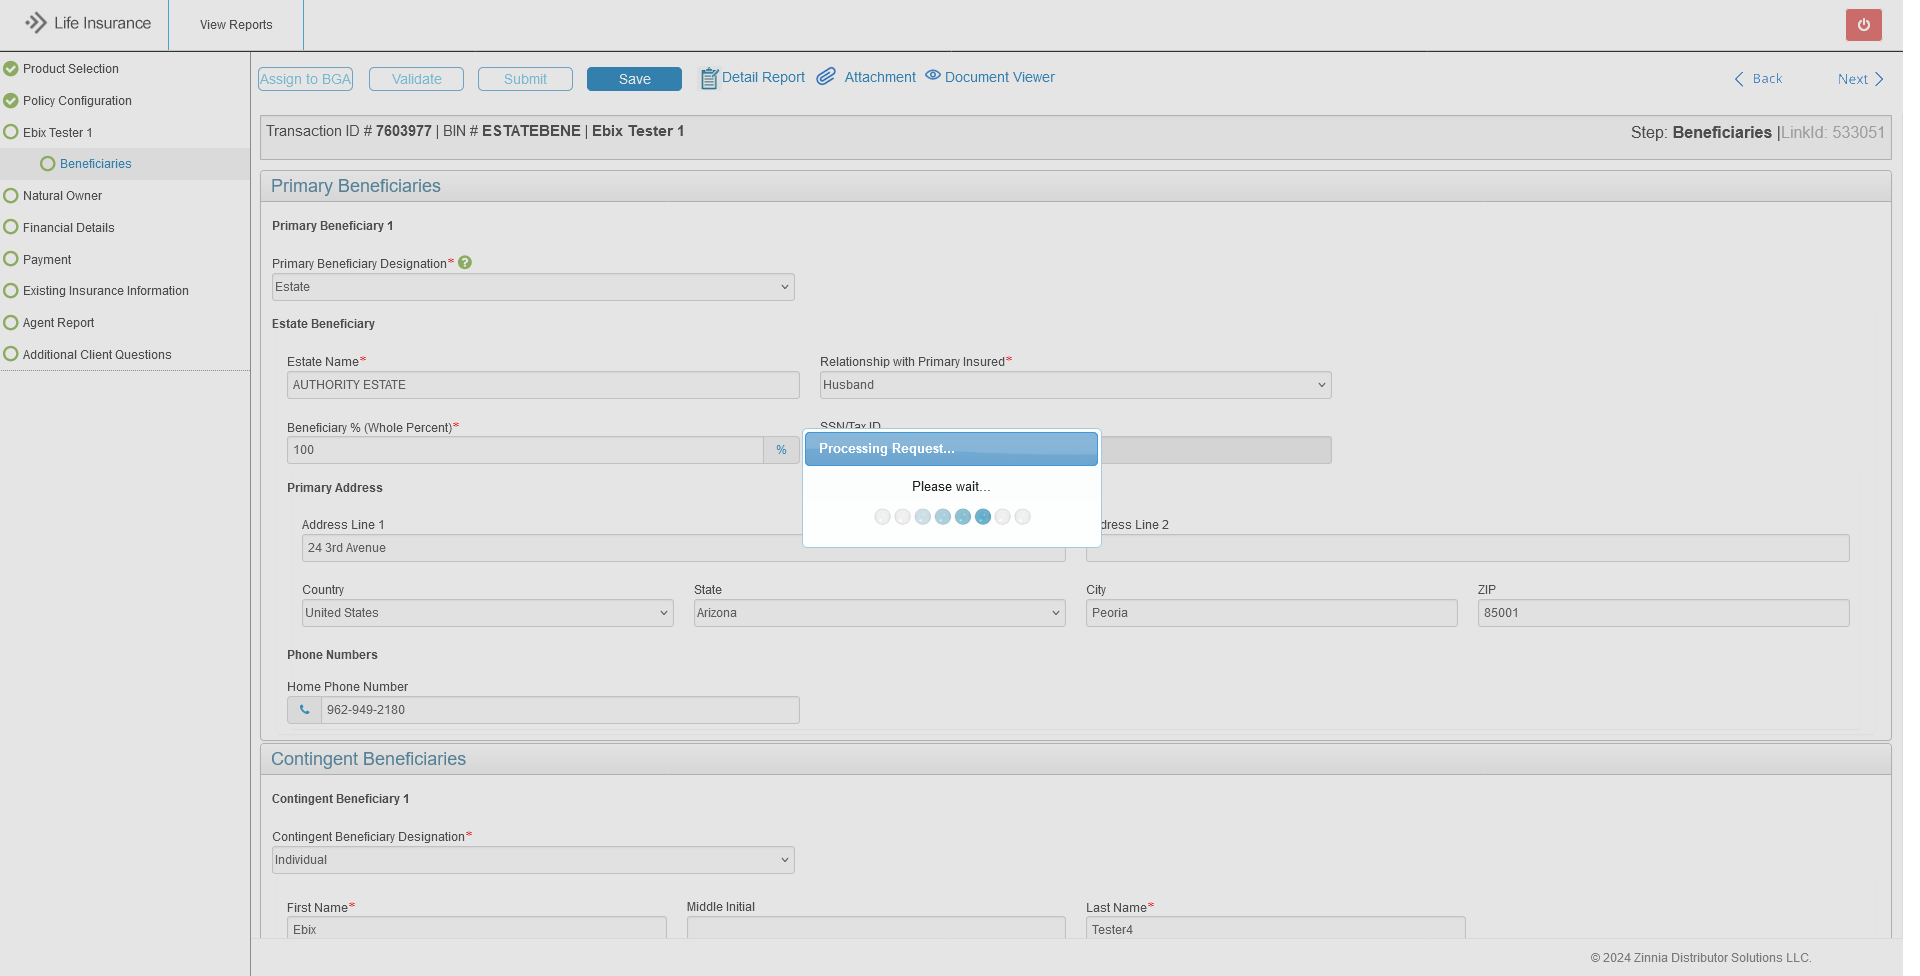 Life Insurance
View Reports
Product Selection
Policy Configuration
Ebix Tester 1
Beneficiaries
Natural Owner
Financial Details
Payment
Existing Insurance Information
Agent Report
Additional Client Questions
Assign to BGA Validate Submit Save Detail Report Attachment Document Viewer Back Next
Transaction ID # 7603977 | BIN # ESTATEBENE | Ebix Tester 1 Step: Beneficiaries |LinkId: 533051
Primary Beneficiaries
Primary Beneficiary 1
Primary Beneficiary Designation* ?
Estate
Estate Beneficiary
Estate Name* Relationship with Primary Insured*
AUTHORITY ESTATE Husband
Beneficiary % (Whole Percent)* SSN/Tax ID
100 %
Processing Request...
Please wait...
Primary Address
Address Line 1 dress Line 2
24 3rd Avenue
Country State City ZIP
United States Arizona Peoria 85001
Phone Numbers
Home Phone Number
962-949-2180
Contingent Beneficiaries
Contingent Beneficiary 1
Contingent Beneficiary Designation*
Individual
First Name* Middle Initial Last Name*
Ebix Tester4
© 2024 Zinnia Distributor Solutions LLC.